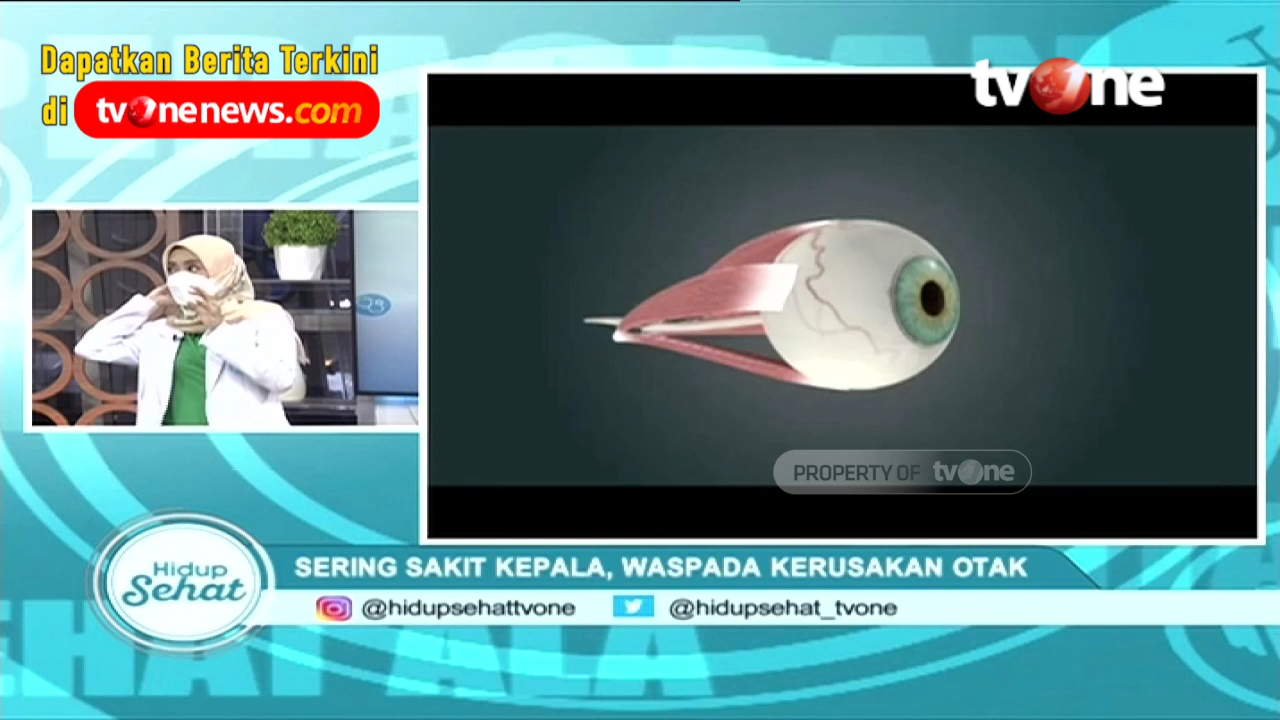 Dapatkan Berita Terkini
di tvonenews.com
tvOne
PROPERTY OF tvOne
Hidup
Sehat
SERING SAKIT KEPALA, WASPADA KERUSAKAN OTAK
@hidupsehattvone @hidupsehat_tvone